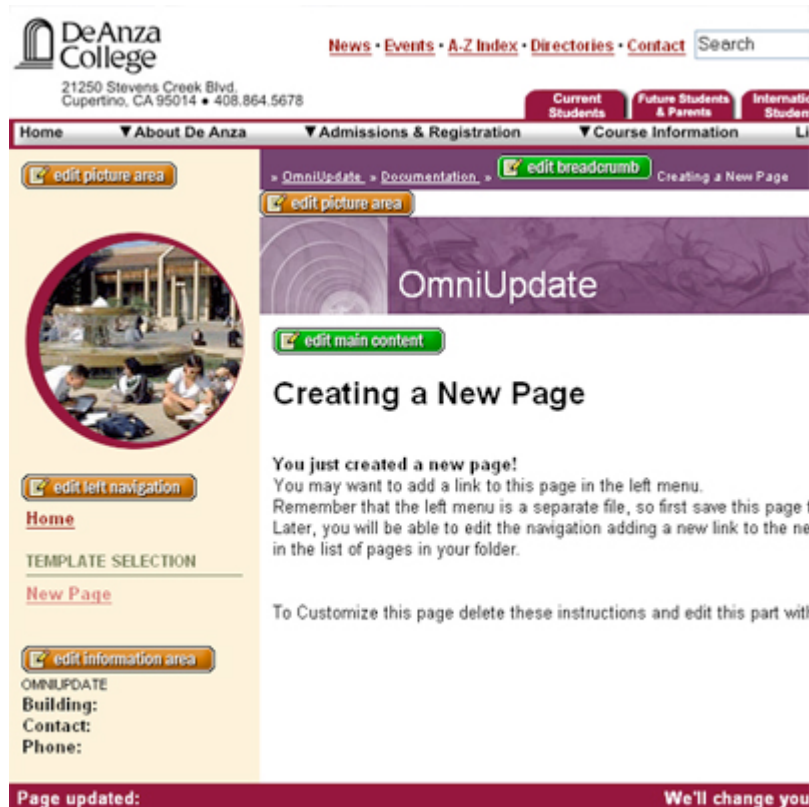 DeAnza
College
News • Events • A-Z Index • Directories • Contact Search
21250 Stevens Creek Blvd.
Cupertino, CA 95014 • 408.864.5678
Current
Students
Future Students
& Parents
Home ▼About De Anza ▼Admissions & Registration ▼Course Information
edit picture area
» OmniUpdate » Documentation » edit breadcrumb Creating a New Page
edit picture area
OmniUpdate
edit main content
Creating a New Page
You just created a new page!
You may want to add a link to this page in the left menu.
Remember that the left menu is a separate file, so first save this page
Later, you will be able to edit the navigation adding a new link to the
in the list of pages in your folder.
To Customize this page delete these instructions and edit this part
edit left navigation
Home
TEMPLATE SELECTION
New Page
edit information area
OMNIUPDATE
Building:
Contact:
Phone:
Page updated: We'll change you